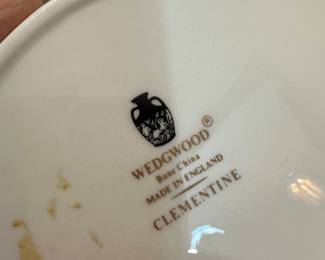 WEDGWOOD®
Bone China
MADE IN ENGLAND
CLEMENTINE